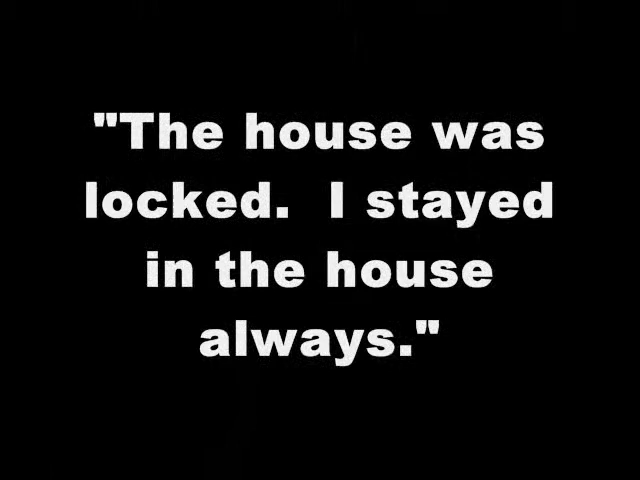 "The house was
locked.  I stayed
in the house
always."